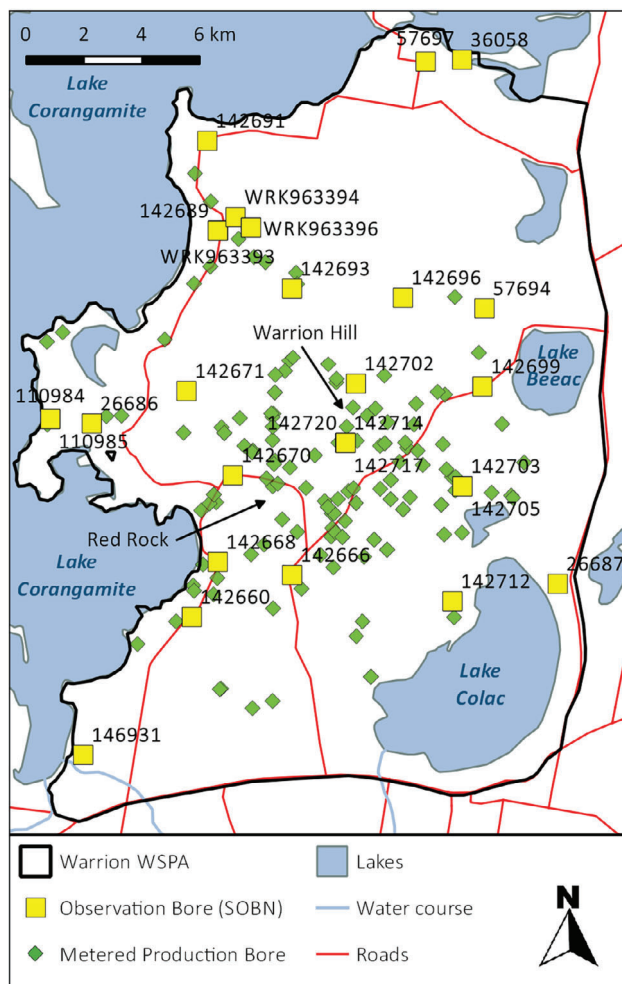 0 2 4 6 km
57697
36058
Lake
Corangamite
142691
WRK963394
142689
WRK963396
WRK963393
142693
142696
57694
Warrion Hill
Lake
Beeac
142702
142699
142671
110984
26686
142720
142714
110985
142670
142717
142703
142705
Red Rock
Lake
Corangamite
142668
142666
26687
142660
142712
Lake
Colac
146931
Warrion WSPA
Lakes
Observation Bore (SOBN)
Water course
Metered Production Bore
Roads
N